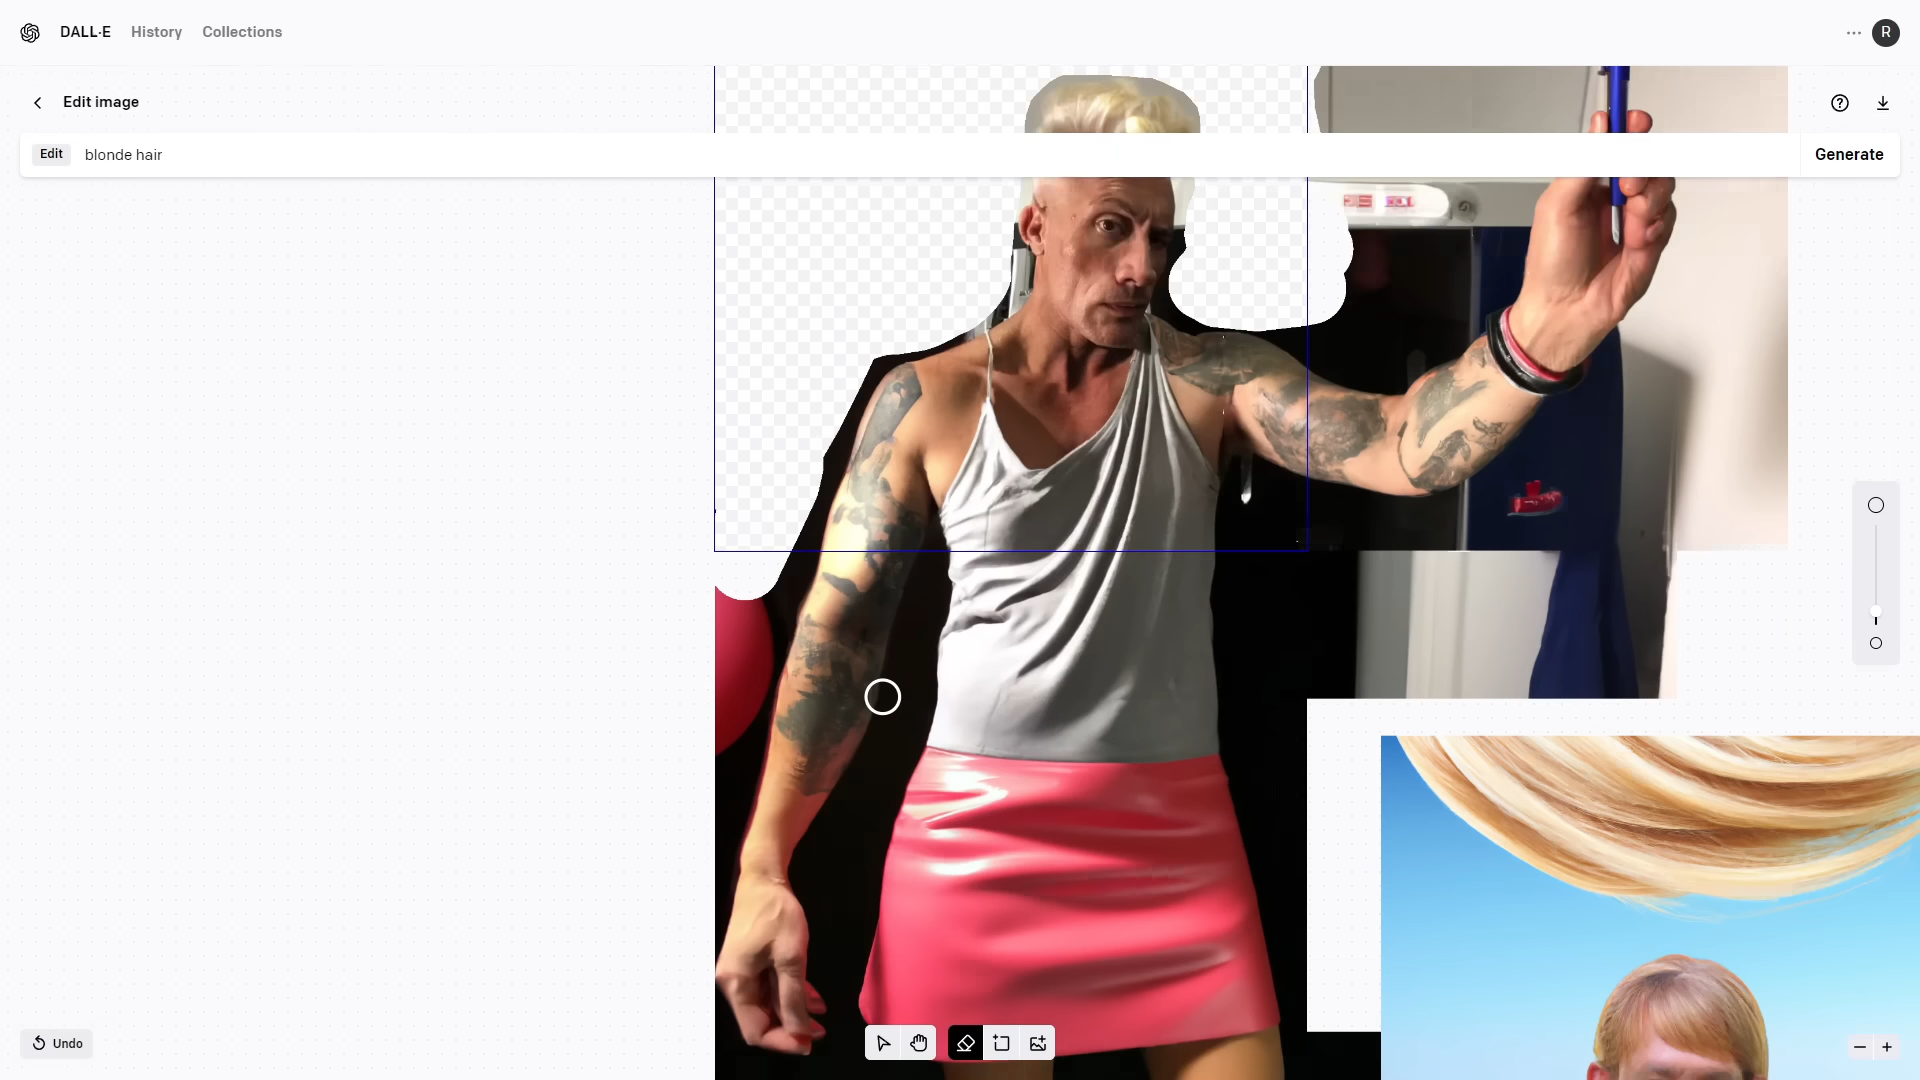 DALL·E History Collections
R
Edit image
Edit blonde hair Generate
Undo